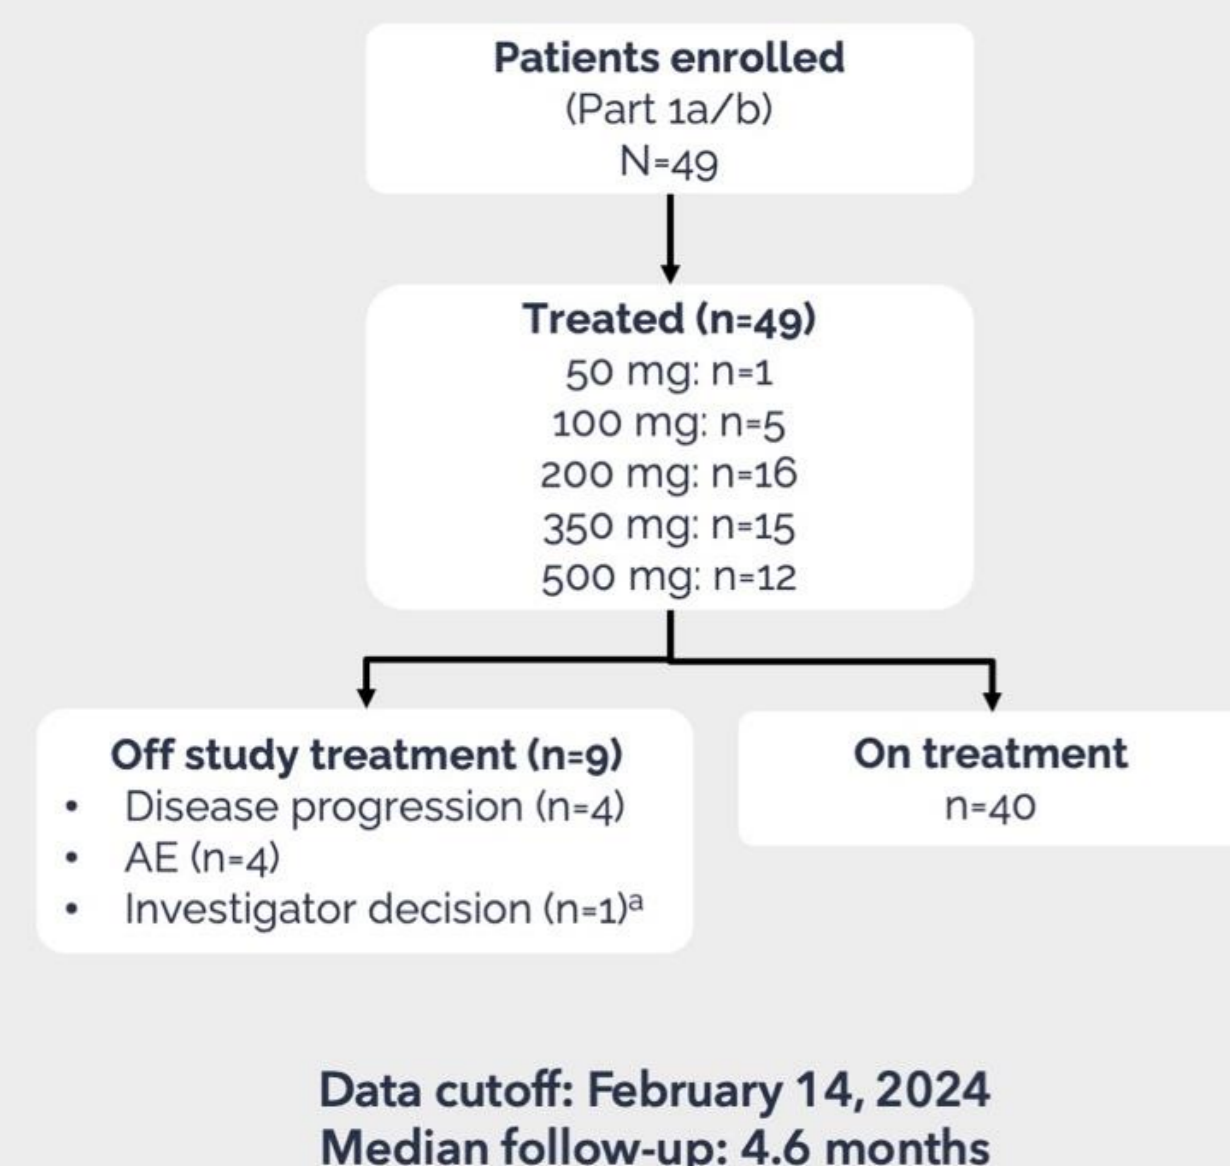 Patients enrolled
(Part 1a/b)
N=49
Treated (n=49)
50 mg: n=1
100 mg: n=5
200 mg: n=16
350 mg: n=15
500 mg: n=12
Off study treatment (n=9)
• Disease progression (n=4)
• AE (n=4)
• Investigator decision (n=1)ᵃ
On treatment
n=40
Data cutoff: February 14, 2024
Median follow-up: 4.6 months